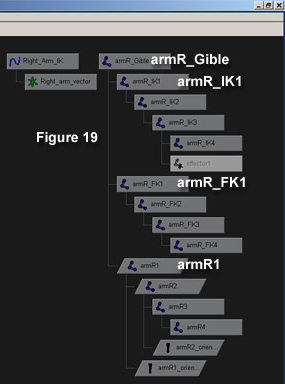 Right_Arm_IK
armR_Gible armR_Gible
Right_arm_vector
armR_IK1 armR_IK1
armR_IK2
armR_IK3
Figure 19
armR_IK4
effector1
armR_FK1 armR_FK1
armR_FK2
armR_FK3
armR_FK4
armR1 armR1
armR2
armR3
armR4
armR2_orien...
armR1_orien...